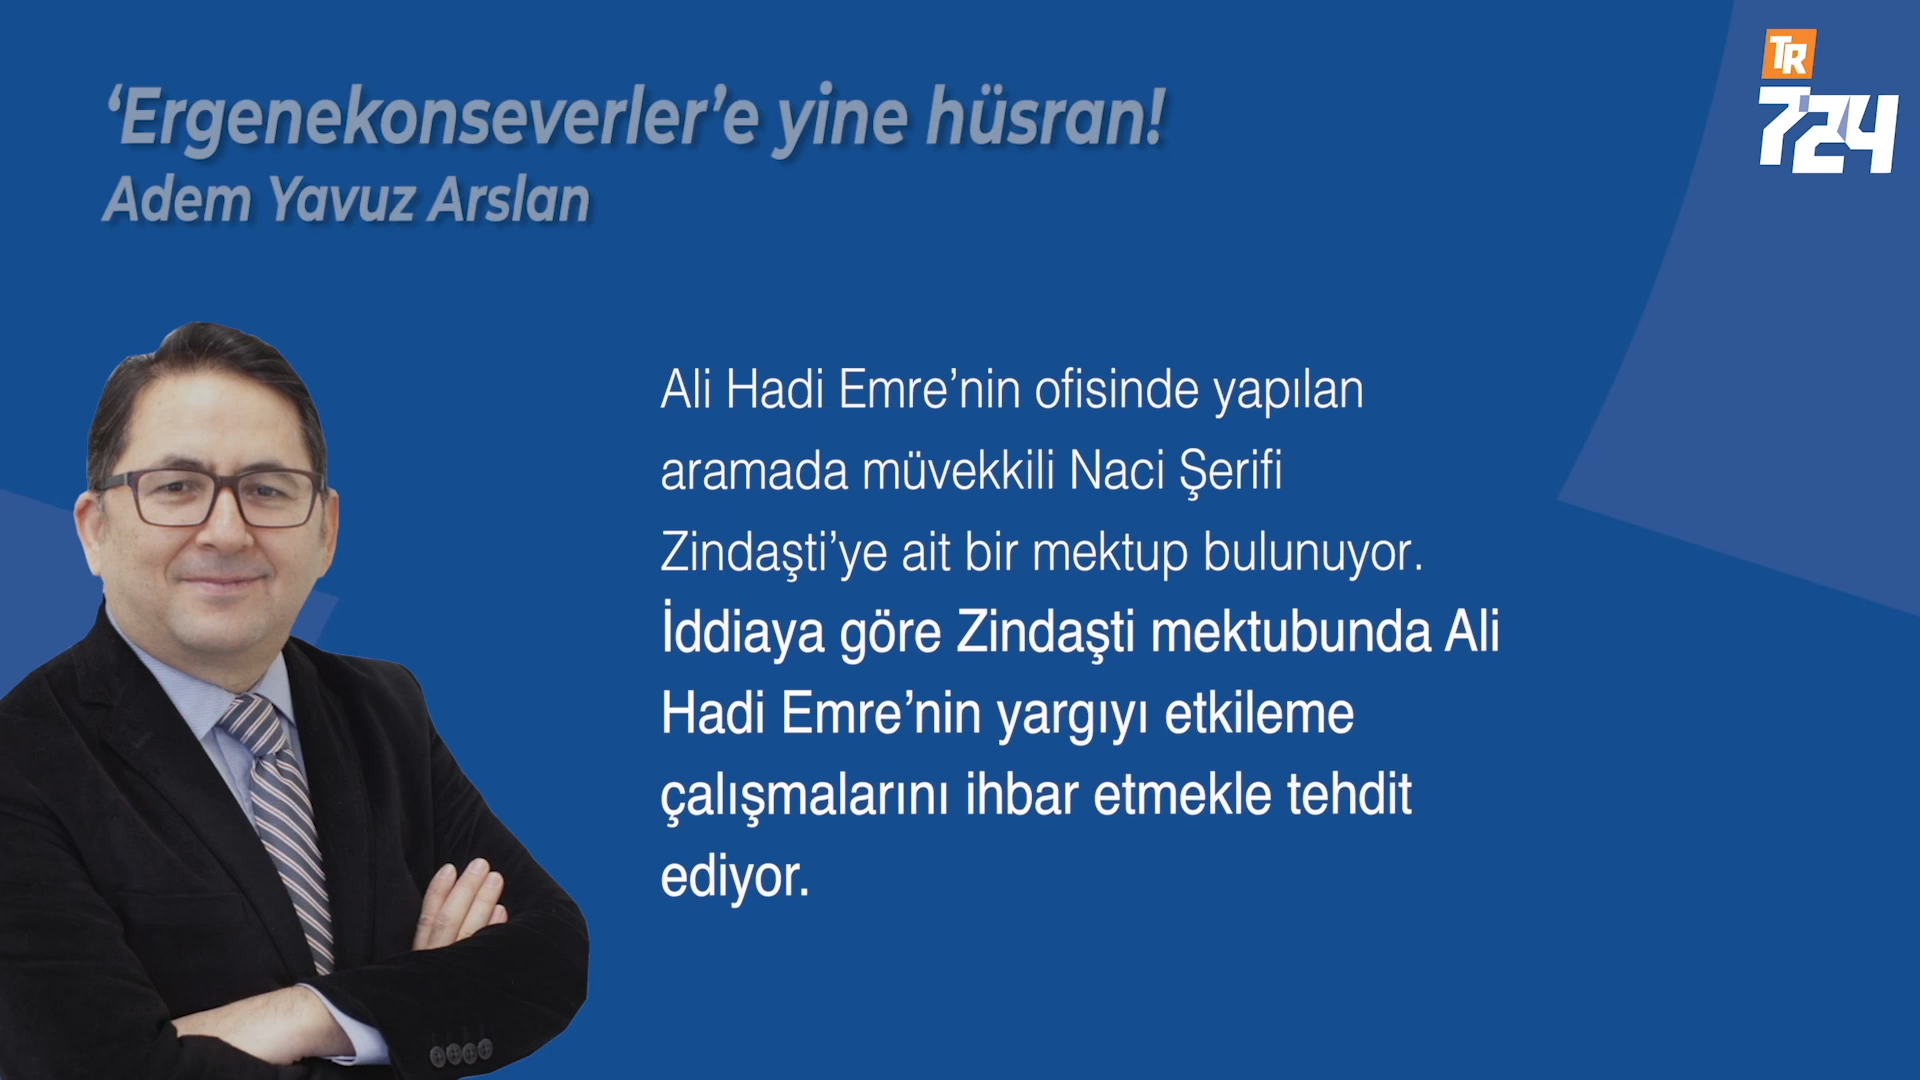 ‘Ergenekonseverler’e yine hüsran!
Adem Yavuz Arslan
TR
724
Ali Hadi Emre’nin ofisinde yapılan
aramada müvekkili Naci Şerifi
Zindaşti’ye ait bir mektup bulunuyor.
İddiaya göre Zindaşti mektubunda Ali
Hadi Emre’nin yargıyı etkileme
çalışmalarını ihbar etmekle tehdit
ediyor.